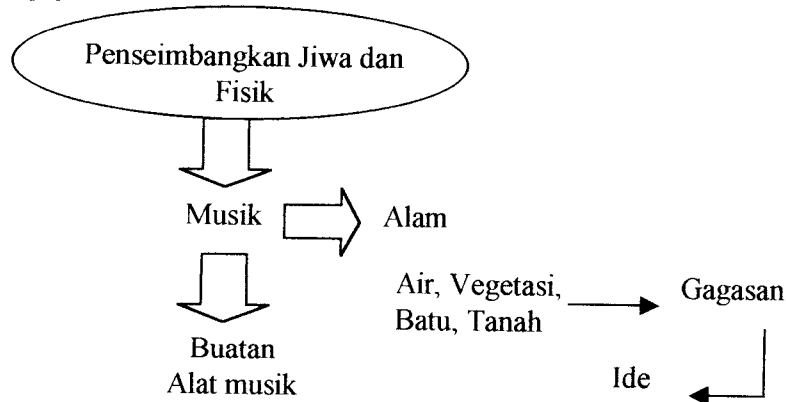 Penseimbangkan Jiwa dan
Fisik
Musik
Alam
Air, Vegetasi,
Batu, Tanah
Gagasan
Buatan
Alat musik
Ide